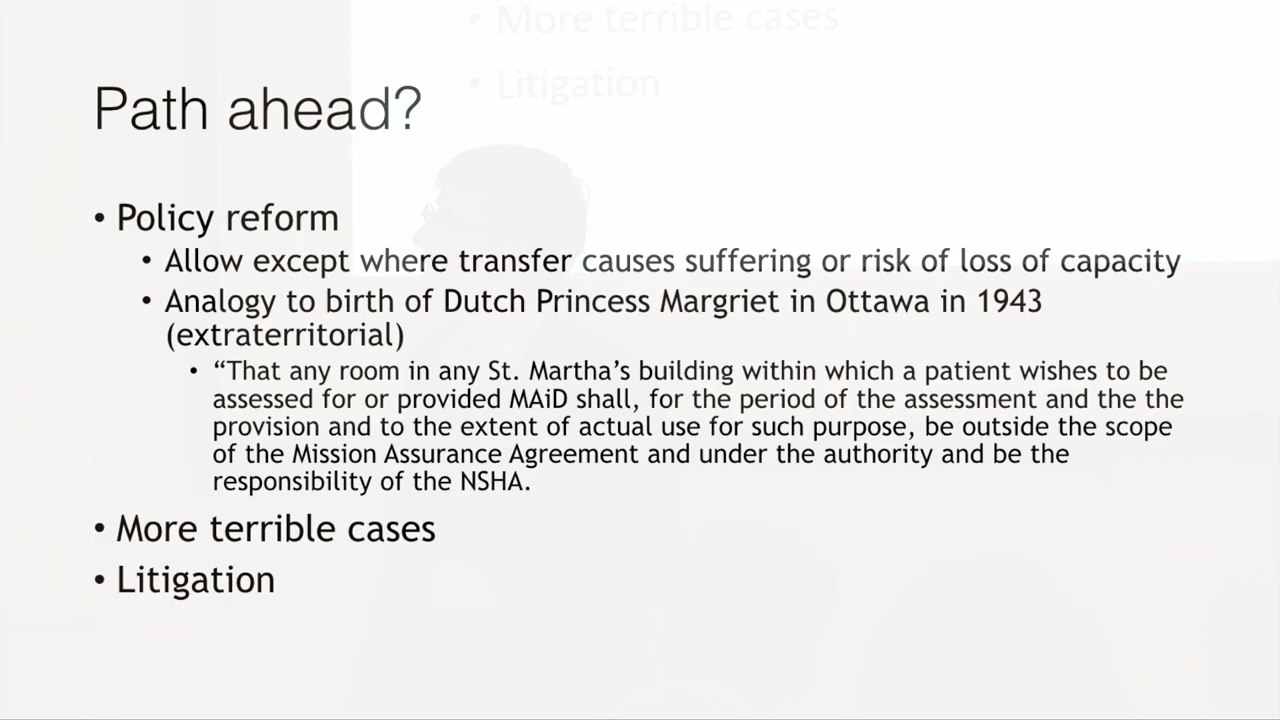 • More terrible cases
• Litigation
Path ahead?
• Policy reform
• Allow except where transfer causes suffering or risk of loss of capacity
• Analogy to birth of Dutch Princess Margriet in Ottawa in 1943
(extraterritorial)
• “That any room in any St. Martha’s building within which a patient wishes to be
assessed for or provided MAiD shall, for the period of the assessment and the the
provision and to the extent of actual use for such purpose, be outside the scope
of the Mission Assurance Agreement and under the authority and be the
responsibility of the NSHA.
• More terrible cases
• Litigation